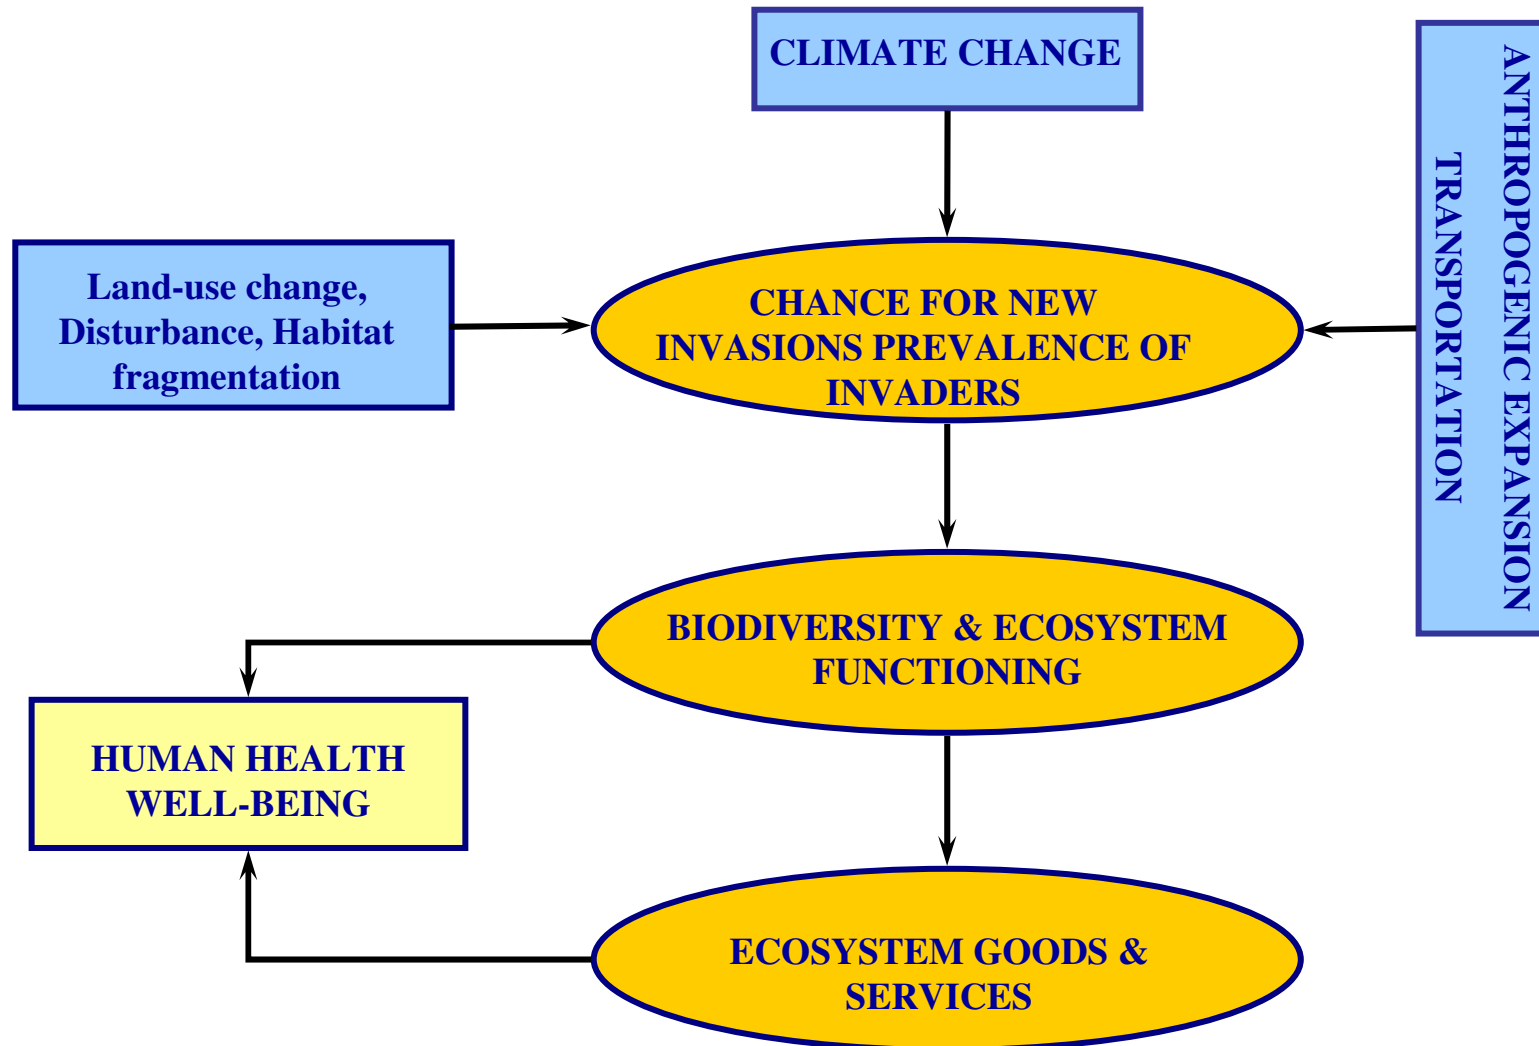 CLIMATE CHANGE
ANTHROPOGENIC EXPANSION
TRANSPORTATION
Land-use change,
Disturbance, Habitat
fragmentation
CHANCE FOR NEW
INVASIONS PREVALENCE OF
INVADERS
BIODIVERSITY & ECOSYSTEM
FUNCTIONING
HUMAN HEALTH
WELL-BEING
ECOSYSTEM GOODS &
SERVICES